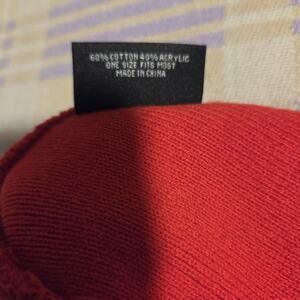 60% COTTON 40% ACRYLIC
ONE SIZE FITS MOST
MADE IN CHINA